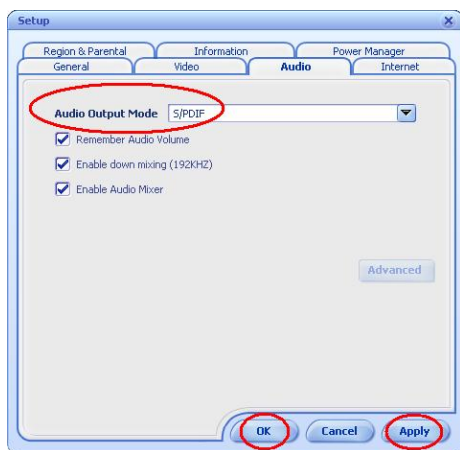 Setup
Region & Parental Information Power Manager
General Video Audio Internet
Audio Output Mode S/PDIF
Remember Audio Volume
Enable down mixing (192KHZ)
Enable Audio Mixer
Advanced
OK Cancel Apply